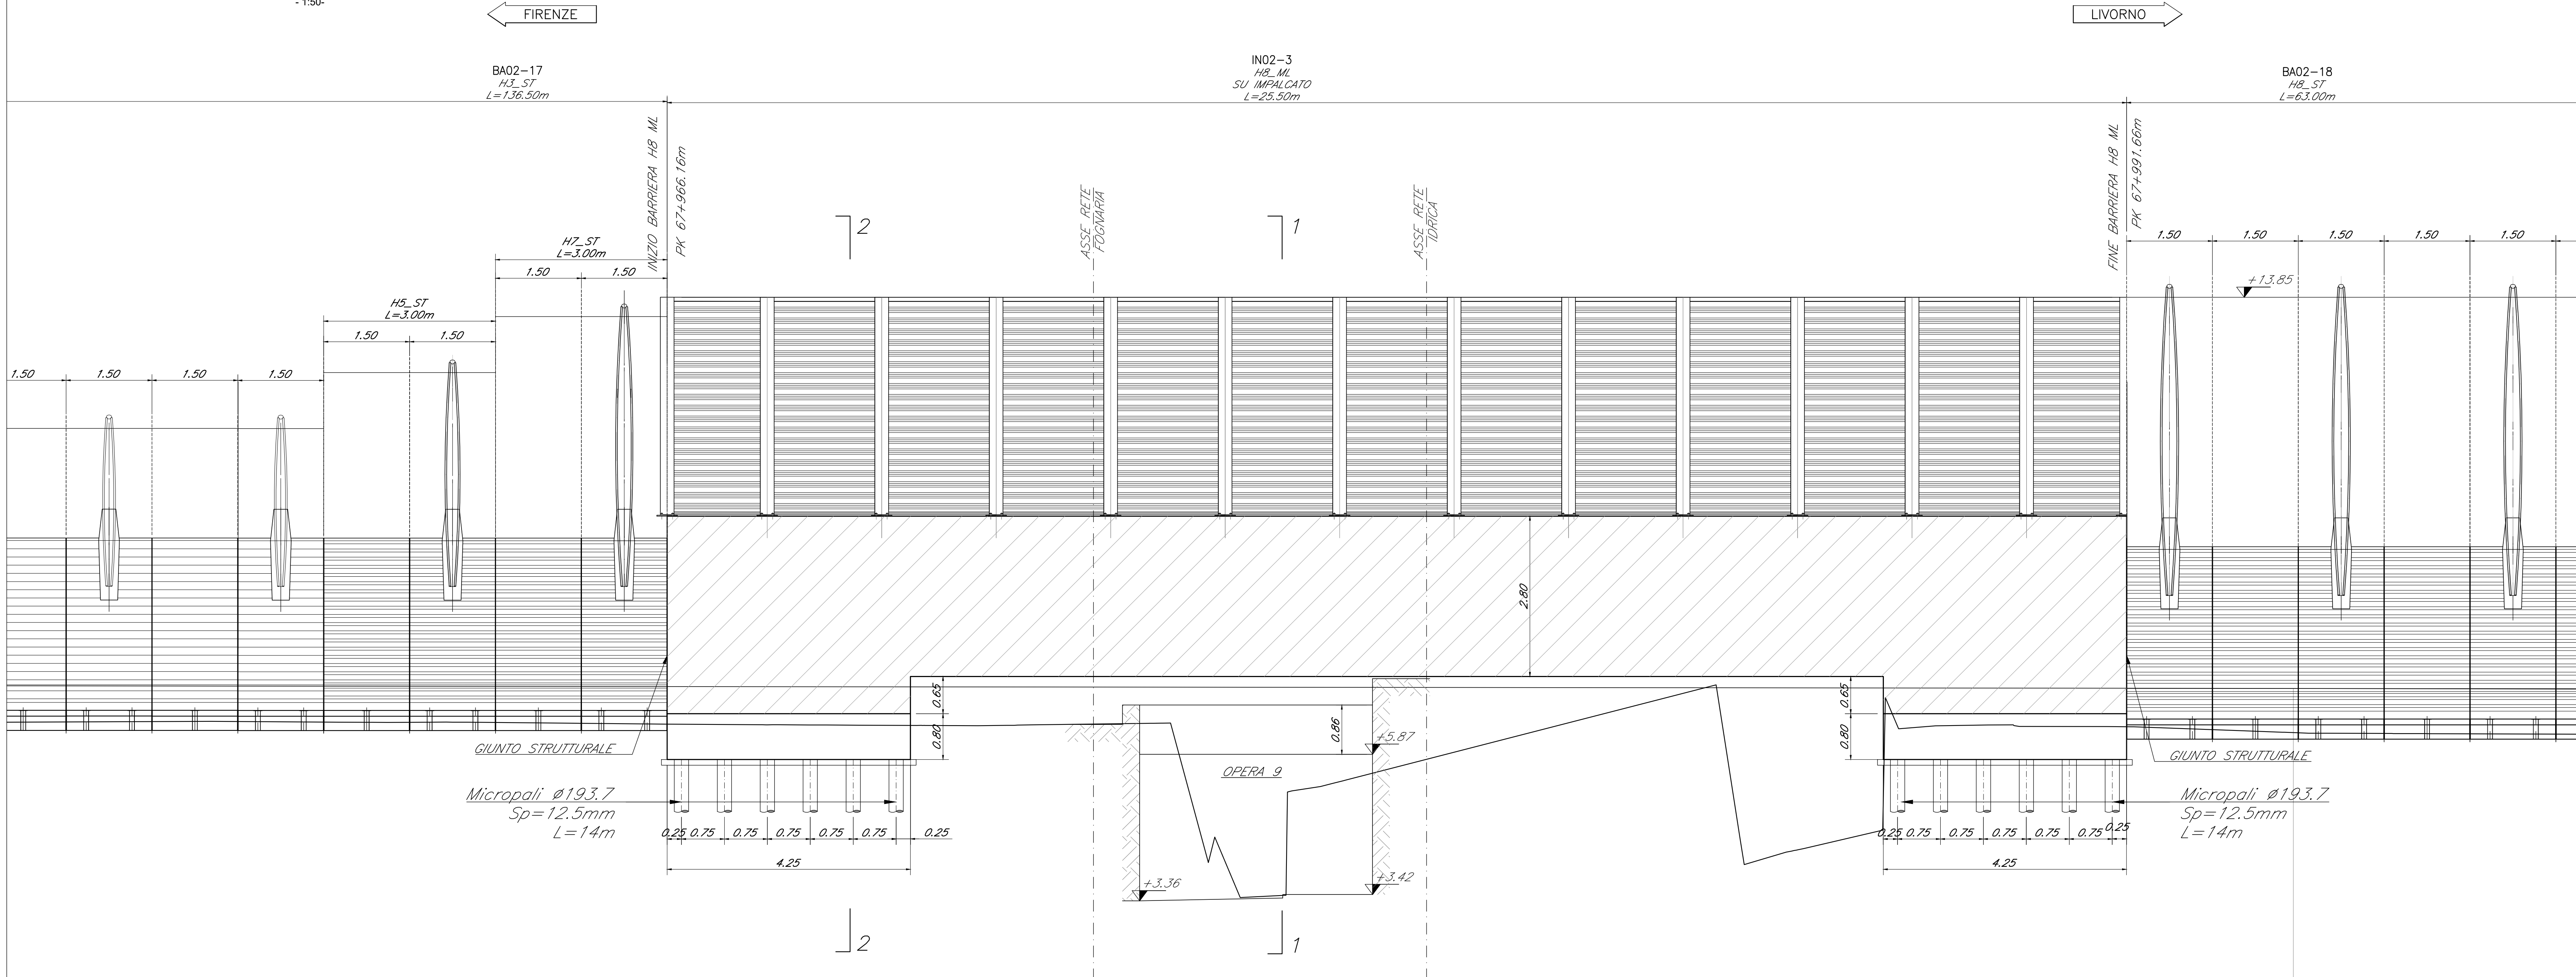 - 1:50-
FIRENZE
LIVORNO
BA02-17
H3_ST
L=136.50m
IN02-3
H8_ML
SU IMPALCATO
L=25.50m
BA02-18
H8_ST
L=63.00m
INIZIO BARRIERA H8 ML
PK 67+966.16m
FINE BARRIERA H8 ML
PK 67+991.66m
ASSE RETE
FOGNARIA
ASSE RETE
IDRICA
2
1
H7_ST
L=3.00m
1.50
1.50
H5_ST
L=3.00m
1.50
1.50
1.50
1.50
1.50
1.50
1.50
1.50
1.50
1.50
1.50
+13.85
2.80
0.65
0.80
0.65
0.80
0.86
+5.87
OPERA 9
+3.36
+3.42
GIUNTO STRUTTURALE
GIUNTO STRUTTURALE
Micropali ø193.7
Sp=12.5mm
L=14m
Micropali ø193.7
Sp=12.5mm
L=14m
0.25
0.75
0.75
0.75
0.75
0.75
0.25
4.25
0.25
0.75
0.75
0.75
0.75
0.75
0.25
4.25
2
1